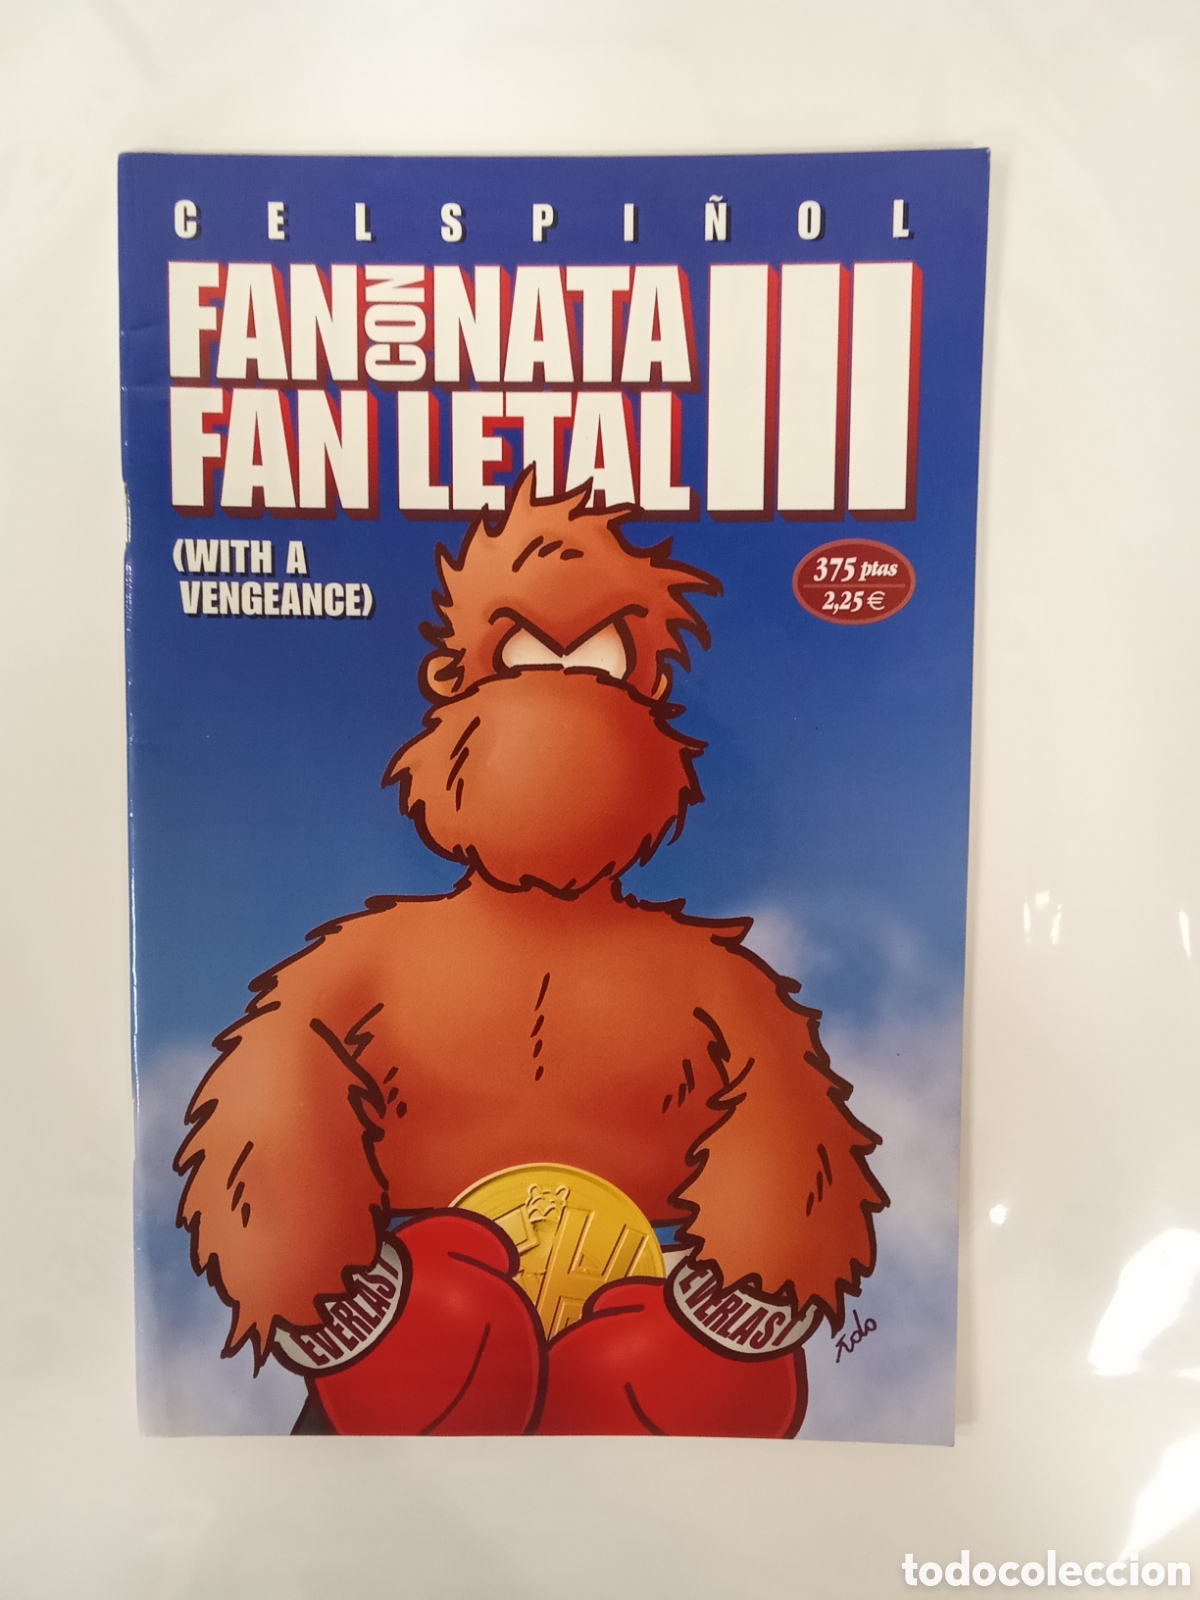 CELSPIÑOL
FAN CON NATA III
FAN LETAL
(WITH A
VENGEANCE)
375 ptas
2,25 €
EVERLAST
EVERLAST
todocoleccion